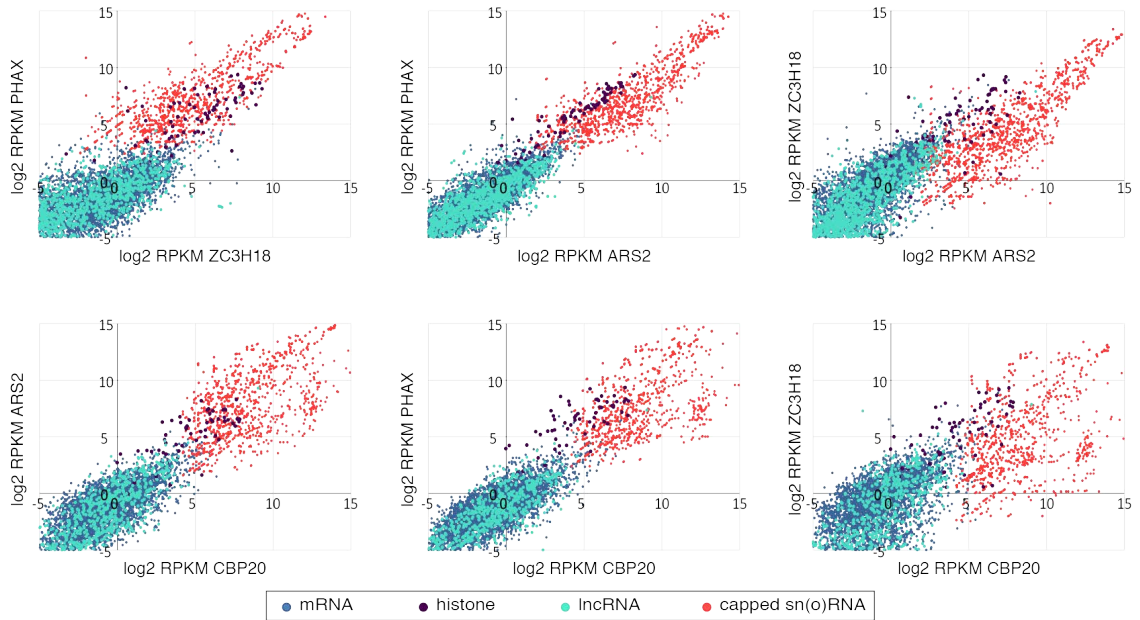 15 15 15
10 10 10
5 5 5
0 0 0
-5 0 5 10 15 -5 0 5 10 15 -5 0 5 10 15
-5 -5 -5
log2 RPKM PHAX log2 RPKM PHAX log2 RPKM ZC3H18
log2 RPKM ZC3H18 log2 RPKM ARS2 log2 RPKM ARS2
15 15 15
10 10 10
5 5 5
0 0 0
-5 0 5 10 15 -5 0 5 10 15 -5 0 5 10 15
-5 -5 -5
log2 RPKM ARS2 log2 RPKM PHAX log2 RPKM ZC3H18
log2 RPKM CBP20 log2 RPKM CBP20 log2 RPKM CBP20
mRNA histone lncRNA capped sn(o)RNA